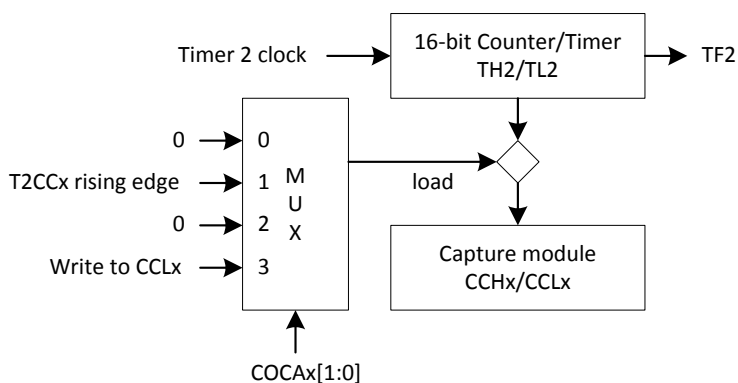 Timer 2 clock
16-bit Counter/Timer
TH2/TL2
TF2
0
T2CCx rising edge
0
Write to CCLx
0
1
2
3
M
U
X
load
Capture module
CCHx/CCLx
COCAx[1:0]